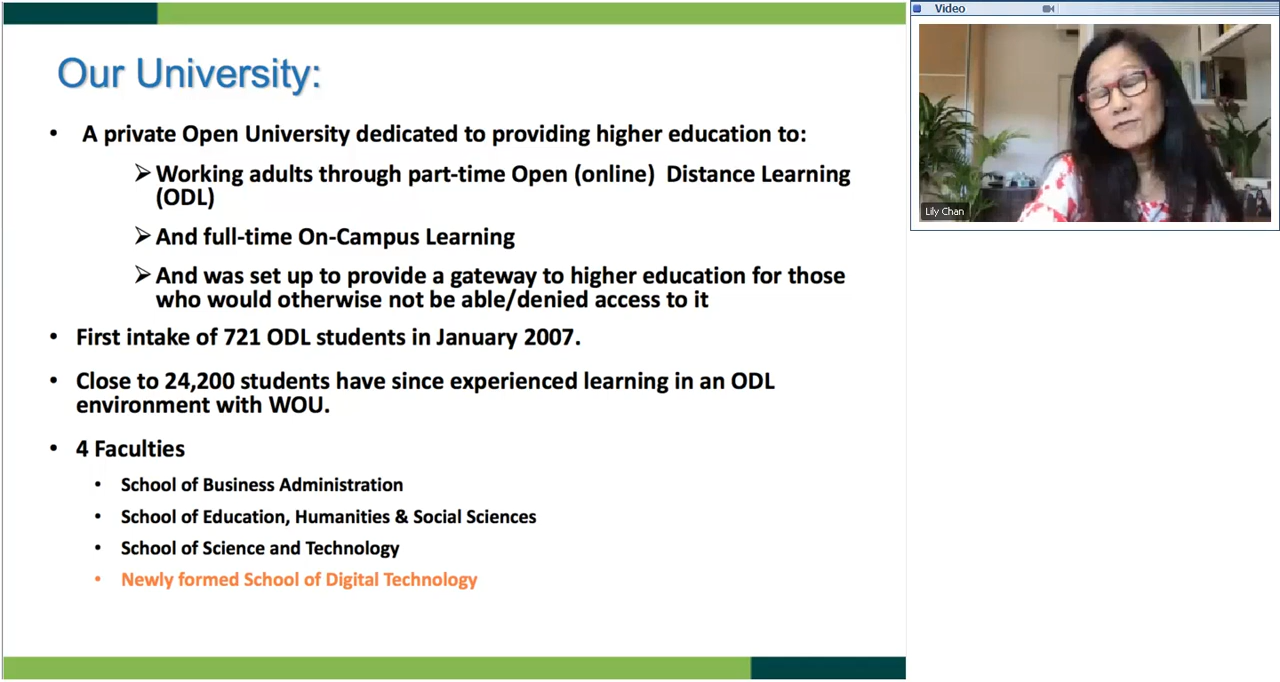 Our University:
• A private Open University dedicated to providing higher education to:
➢ Working adults through part-time Open (online) Distance Learning
(ODL)
➢ And full-time On-Campus Learning
➢ And was set up to provide a gateway to higher education for those
who would otherwise not be able/denied access to it
• First intake of 721 ODL students in January 2007.
• Close to 24,200 students have since experienced learning in an ODL
environment with WOU.
• 4 Faculties
• School of Business Administration
• School of Education, Humanities & Social Sciences
• School of Science and Technology
• Newly formed School of Digital Technology
Video
Lily Chan